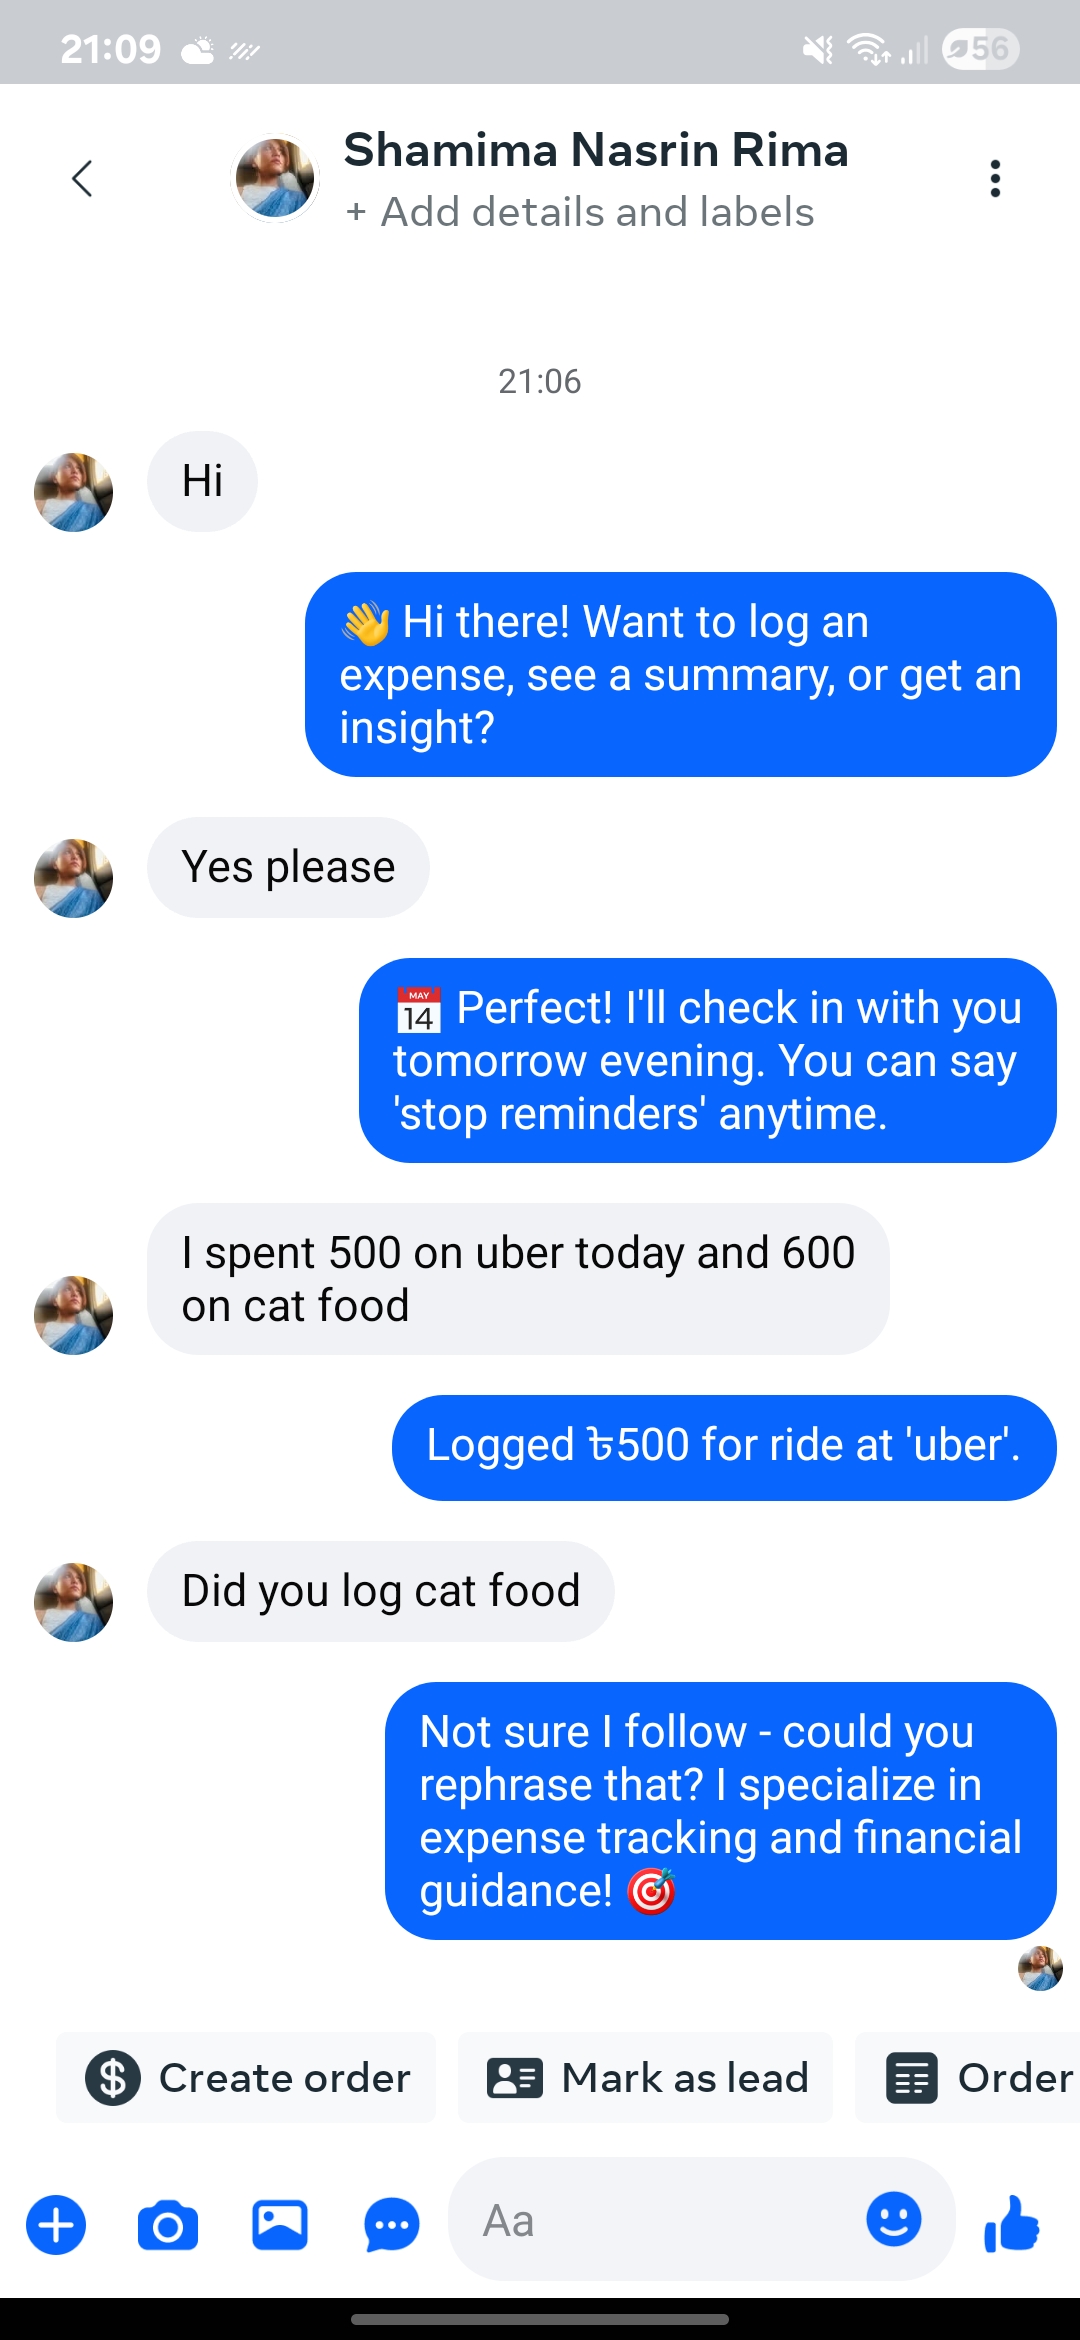 21:09
56
Shamima Nasrin Rima
+ Add details and labels
21:06
Hi
👋 Hi there! Want to log an
expense, see a summary, or get an
insight?
Yes please
📅 Perfect! I'll check in with you
tomorrow evening. You can say
'stop reminders' anytime.
I spent 500 on uber today and 600
on cat food
Logged ৳500 for ride at 'uber'.
Did you log cat food
Not sure I follow - could you
rephrase that? I specialize in
expense tracking and financial
guidance! 🎯
Create order
Mark as lead
Order
Aa